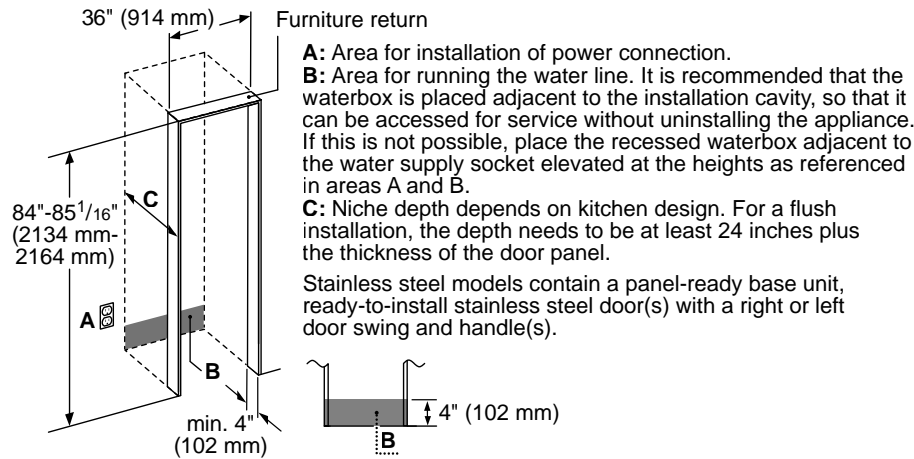 36" (914 mm)
Furniture return
A: Area for installation of power connection.
B: Area for running the water line. It is recommended that the
waterbox is placed adjacent to the installation cavity, so that it
can be accessed for service without uninstalling the appliance.
If this is not possible, place the recessed waterbox adjacent to
the water supply socket elevated at the heights as referenced
in areas A and B.
C: Niche depth depends on kitchen design. For a flush
installation, the depth needs to be at least 24 inches plus
the thickness of the door panel.
Stainless steel models contain a panel-ready base unit,
ready-to-install stainless steel door(s) with a right or left
door swing and handle(s).
C
84"-85 1/16"
(2134 mm-
2164 mm)
A
B
min. 4"
(102 mm)
4" (102 mm)
B